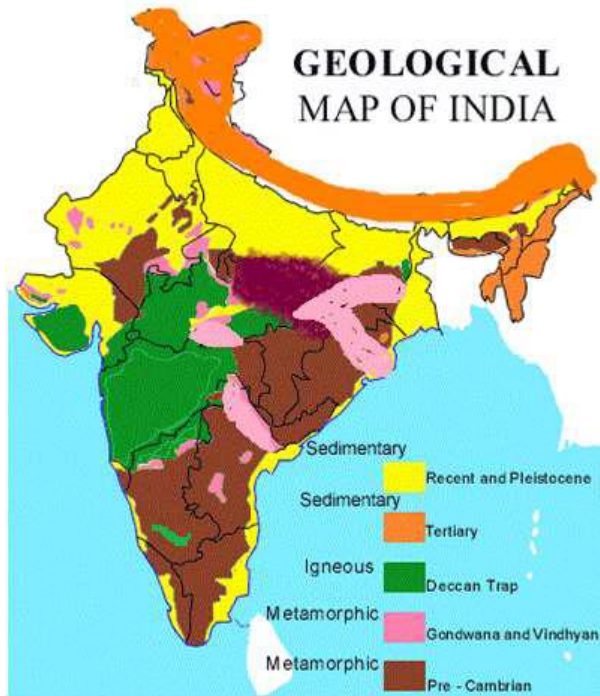 GEOLOGICAL
MAP OF INDIA
Sedimentary
Recent and Pleistocene
Sedimentary
Tertiary
Igneous
Deccan Trap
Metamorphic
Gondwana and Vindhyan
Metamorphic
Pre - Cambrian